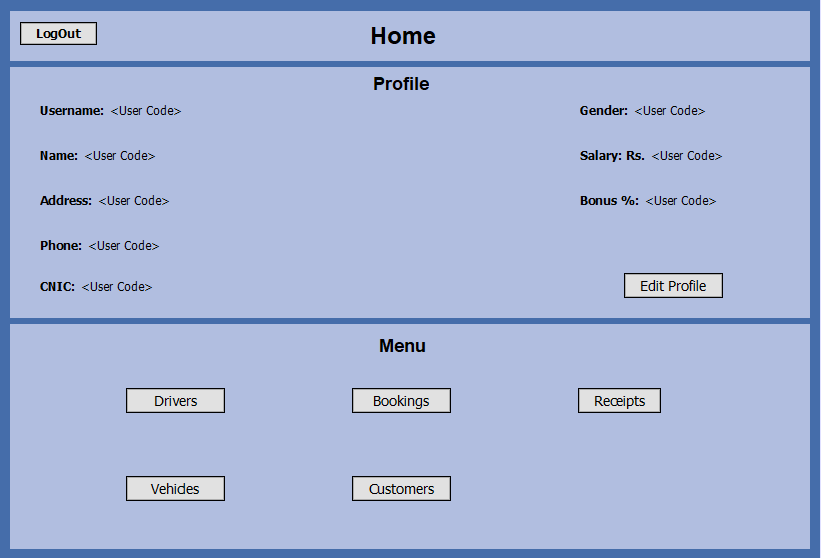 LogOut
Home
Profile
Username: <User Code>
Gender: <User Code>
Name: <User Code>
Salary: Rs. <User Code>
Address: <User Code>
Bonus %: <User Code>
Phone: <User Code>
CNIC: <User Code>
Edit Profile
Menu
Drivers
Bookings
Receipts
Vehicles
Customers